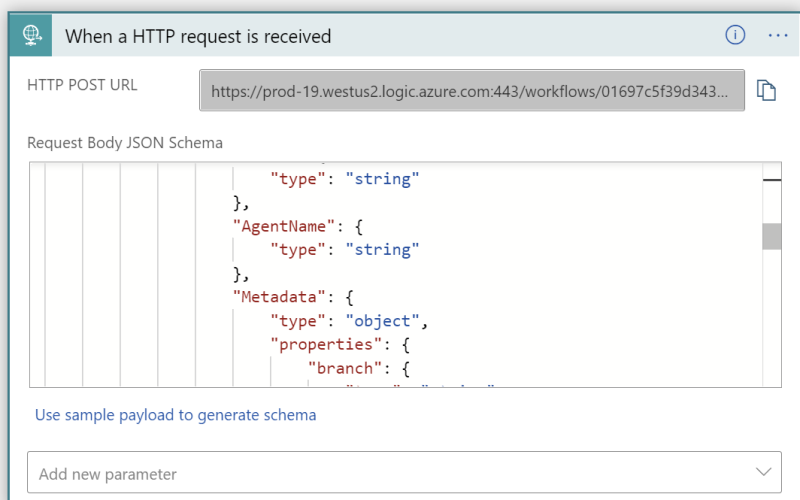 When a HTTP request is received
HTTP POST URL
https://prod-19.westus2.logic.azure.com:443/workflows/01697c5f39d343...
Request Body JSON Schema
"type": "string"
},
"AgentName": {
"type": "string"
},
"Metadata": {
"type": "object",
"properties": {
"branch": {
Use sample payload to generate schema
Add new parameter